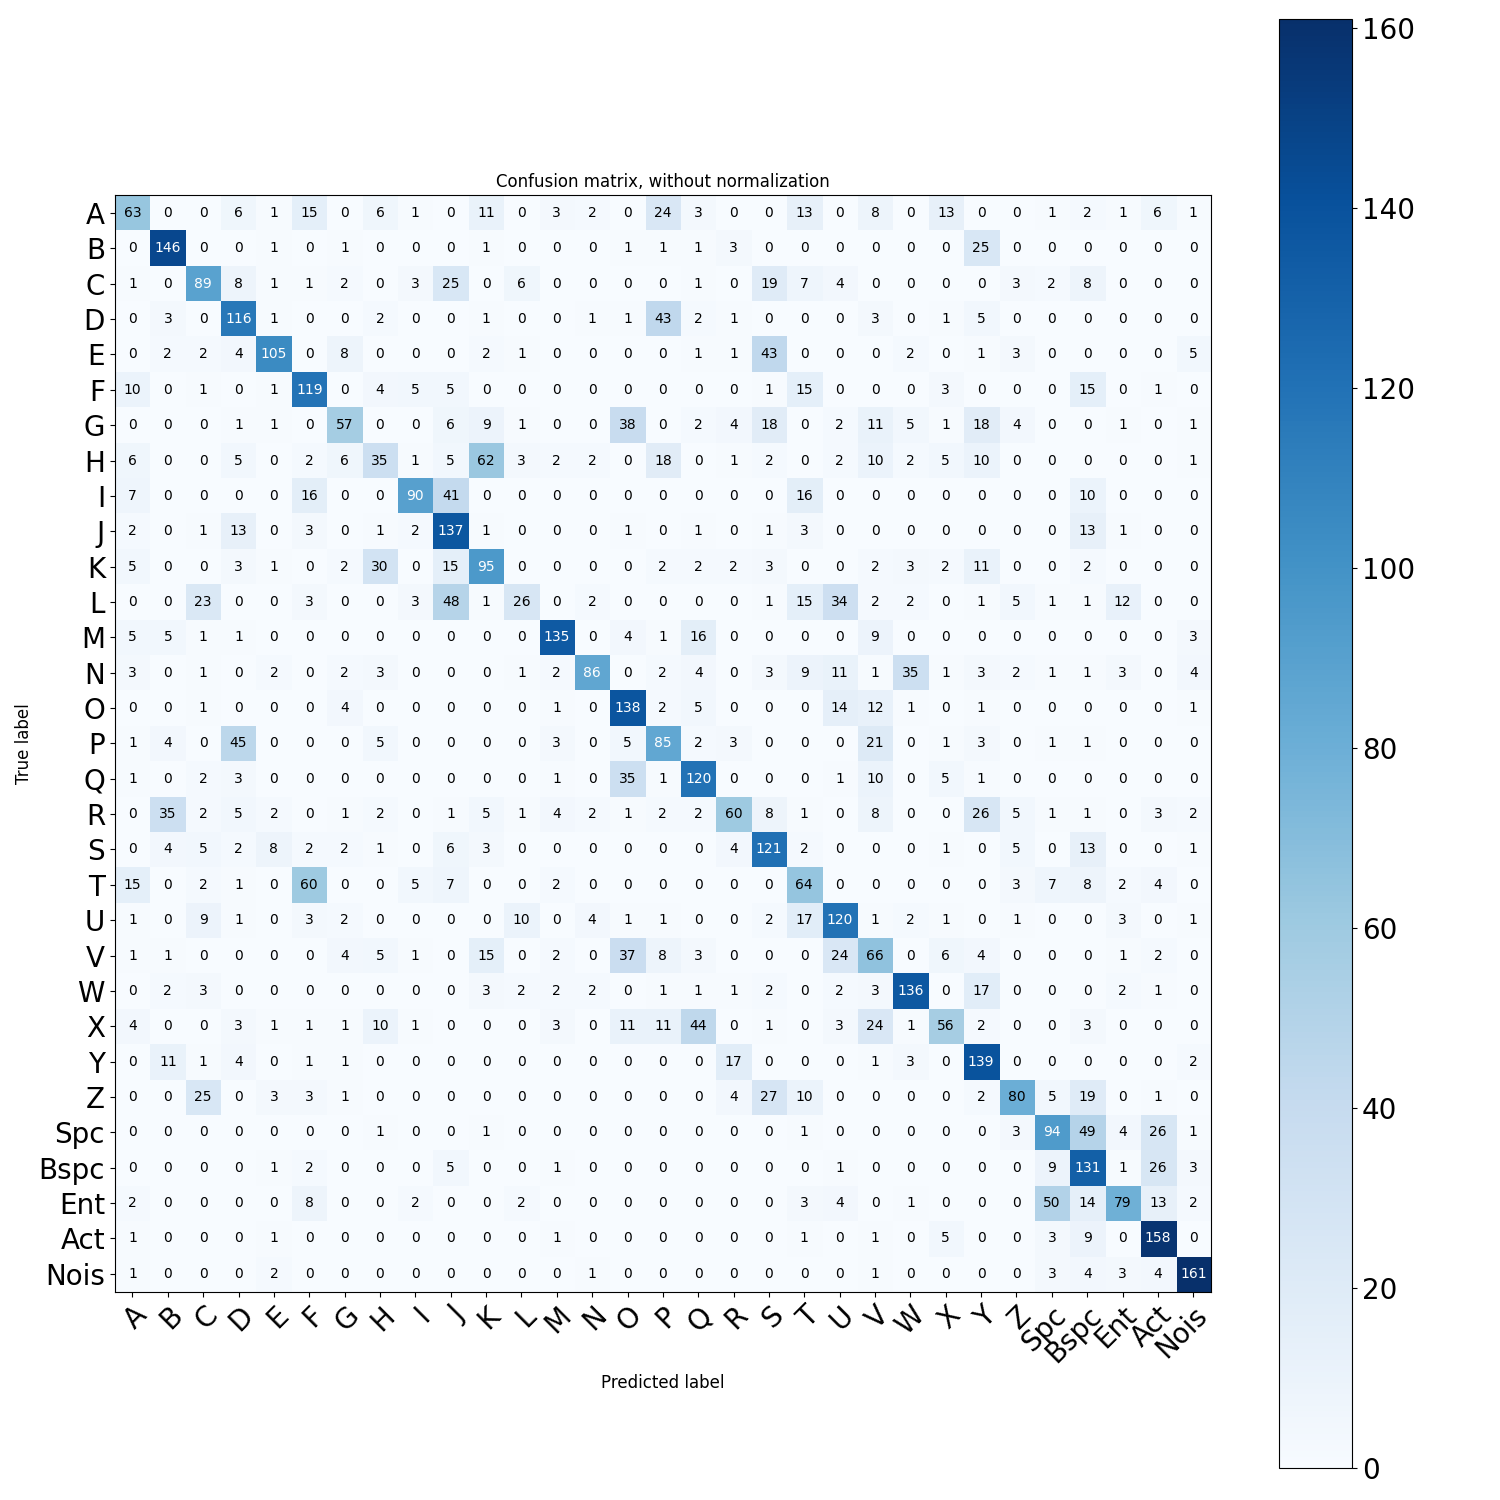 Confusion matrix, without normalization
A 63 0 0 6 1 15 0 6 1 0 11 0 3 2 0 24 3 0 0 13 0 8 0 13 0 0 1 2 1 6 1
B 0 146 0 0 1 0 1 0 0 0 1 0 0 0 1 1 1 3 0 0 0 0 0 0 25 0 0 0 0 0 0
C 1 0 89 8 1 1 2 0 3 25 0 6 0 0 0 0 1 0 19 7 4 0 0 0 0 3 2 8 0 0 0
D 0 3 0 116 1 0 0 2 0 0 1 0 0 1 1 43 2 1 0 0 0 3 0 1 5 0 0 0 0 0 0
E 0 2 2 4 105 0 8 0 0 0 2 1 0 0 0 0 1 1 43 0 0 0 2 0 1 3 0 0 0 0 5
F 10 0 1 0 1 119 0 4 5 5 0 0 0 0 0 0 0 0 1 15 0 0 0 3 0 0 0 15 0 1 0
G 0 0 0 1 1 0 57 0 0 6 9 1 0 0 38 0 2 4 18 0 2 11 5 1 18 4 0 0 1 0 1
H 6 0 0 5 0 2 6 35 1 5 62 3 2 2 0 18 0 1 2 0 2 10 2 5 10 0 0 0 0 0 1
I 7 0 0 0 0 16 0 0 90 41 0 0 0 0 0 0 0 0 0 16 0 0 0 0 0 0 0 10 0 0 0
J 2 0 1 13 0 3 0 1 2 137 1 0 0 0 1 0 1 0 1 3 0 0 0 0 0 0 0 13 1 0 0
K 5 0 0 3 1 0 2 30 0 15 95 0 0 0 0 2 2 2 3 0 0 2 3 2 11 0 0 2 0 0 0
L 0 0 23 0 0 3 0 0 3 48 1 26 0 2 0 0 0 0 1 15 34 2 2 0 1 5 1 1 12 0 0
M 5 5 1 1 0 0 0 0 0 0 0 0 135 0 4 1 16 0 0 0 0 9 0 0 0 0 0 0 0 0 3
N 3 0 1 0 2 0 2 3 0 0 0 1 2 86 0 2 4 0 3 9 11 1 35 1 3 2 1 1 3 0 4
O 0 0 1 0 0 0 4 0 0 0 0 0 1 0 138 2 5 0 0 0 14 12 1 0 1 0 0 0 0 0 1
P 1 4 0 45 0 0 0 5 0 0 0 0 3 0 5 85 2 3 0 0 0 21 0 1 3 0 1 1 0 0 0
Q 1 0 2 3 0 0 0 0 0 0 0 0 1 0 35 1 120 0 0 0 1 10 0 5 1 0 0 0 0 0 0
R 0 35 2 5 2 0 1 2 0 1 5 1 4 2 1 2 2 60 8 1 0 8 0 0 26 5 1 1 0 3 2
S 0 4 5 2 8 2 2 1 0 6 3 0 0 0 0 0 0 4 121 2 0 0 0 1 0 5 0 13 0 0 1
T 15 0 2 1 0 60 0 0 5 7 0 0 2 0 0 0 0 0 0 64 0 0 0 0 0 3 7 8 2 4 0
U 1 0 9 1 0 3 2 0 0 0 0 10 0 4 1 1 0 0 2 17 120 1 2 1 0 1 0 0 3 0 1
V 1 1 0 0 0 0 4 5 1 0 15 0 2 0 37 8 3 0 0 0 24 66 0 6 4 0 0 0 1 2 0
W 0 2 3 0 0 0 0 0 0 0 3 2 2 2 0 1 1 1 2 0 2 3 136 0 17 0 0 0 2 1 0
X 4 0 0 3 1 1 1 10 1 0 0 0 3 0 11 11 44 0 1 0 3 24 1 56 2 0 0 3 0 0 0
Y 0 11 1 4 0 1 1 0 0 0 0 0 0 0 0 0 0 17 0 0 0 1 3 0 139 0 0 0 0 0 2
Z 0 0 25 0 3 3 1 0 0 0 0 0 0 0 0 0 0 4 27 10 0 0 0 0 2 80 5 19 0 1 0
Spc 0 0 0 0 0 0 0 1 0 0 1 0 0 0 0 0 0 0 0 1 0 0 0 0 0 3 94 49 4 26 1
Bspc 0 0 0 0 1 2 0 0 0 5 0 0 1 0 0 0 0 0 0 0 1 0 0 0 0 0 9 131 1 26 3
Ent 2 0 0 0 0 8 0 0 2 0 0 2 0 0 0 0 0 0 0 3 4 0 1 0 0 0 50 14 79 13 2
Act 1 0 0 0 1 0 0 0 0 0 0 0 1 0 0 0 0 0 0 1 0 1 0 5 0 0 3 9 0 158 0
Nois 1 0 0 0 2 0 0 0 0 0 0 0 0 1 0 0 0 0 0 0 0 1 0 0 0 0 3 4 3 4 161
A B C D E F G H I J K L M N O P Q R S T U V W X Y Z Spc Bspc Ent Act Nois
Predicted label
True label
160
140
120
100
80
60
40
20
0